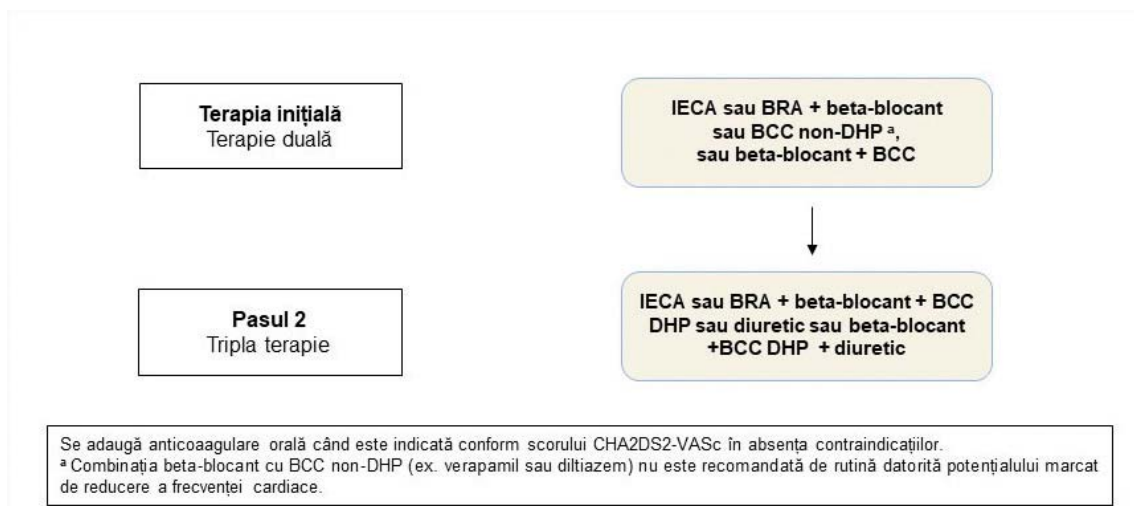 Terapia inițială
Terapie duală
IECA sau BRA + beta-blocant
sau BCC non-DHP ᵃ,
sau beta-blocant + BCC
Pasul 2
Tripla terapie
IECA sau BRA + beta-blocant + BCC
DHP sau diuretic sau beta-blocant
+BCC DHP + diuretic
Se adaugă anticoaagulare orală când este indicată conform scorului CHA2DS2-VASc în absența contraindicațiilor.
ᵃ Combinația beta-blocant cu BCC non-DHP (ex. verapamil sau diltiazem) nu este recomandată de rutină datorită potențialului marcat
de reducere a frecvenței cardiace.